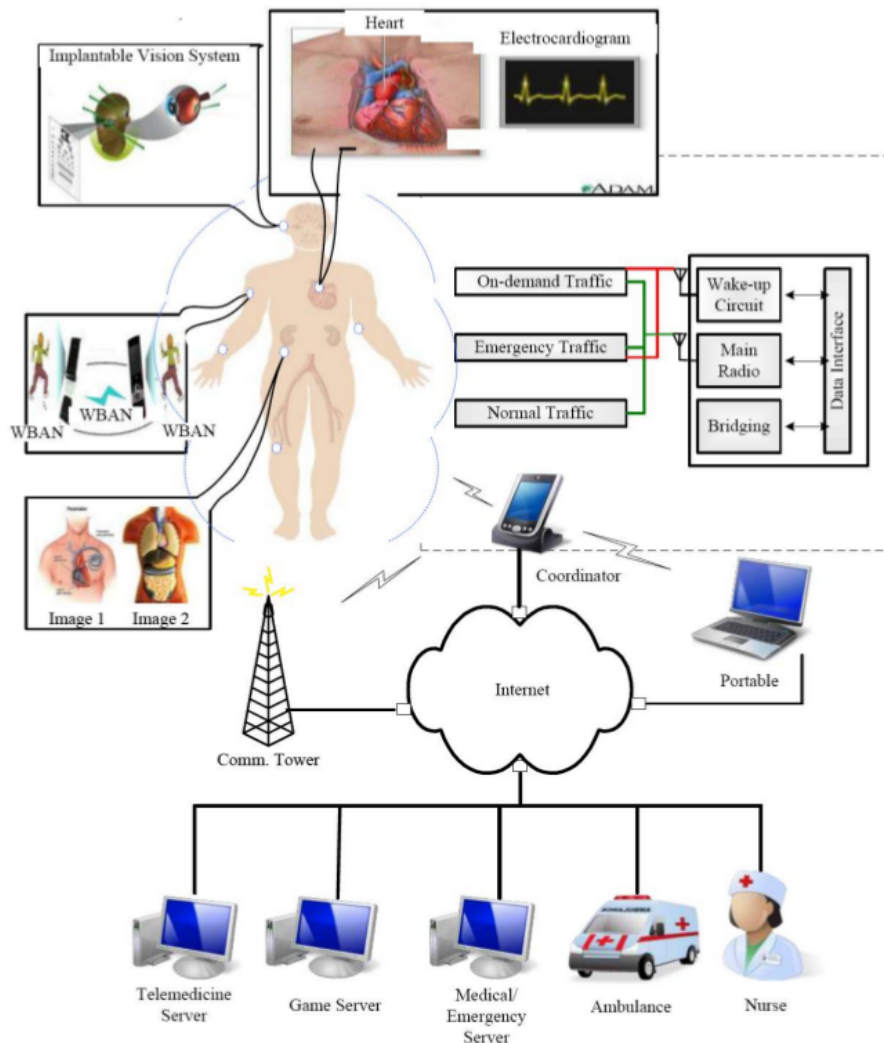 Heart
Implantable Vision System
Electrocardiogram
ADAM
On-demand Traffic
Emergency Traffic
Normal Traffic
Wake-up
Circuit
Main
Radio
Bridging
Data Interface
WBAN
WBAN
WBAN
Image 1
Image 2
Coordinator
Internet
Portable
Comm. Tower
Telemedicine
Server
Game Server
Medical/
Emergency
Server
Ambulance
Nurse